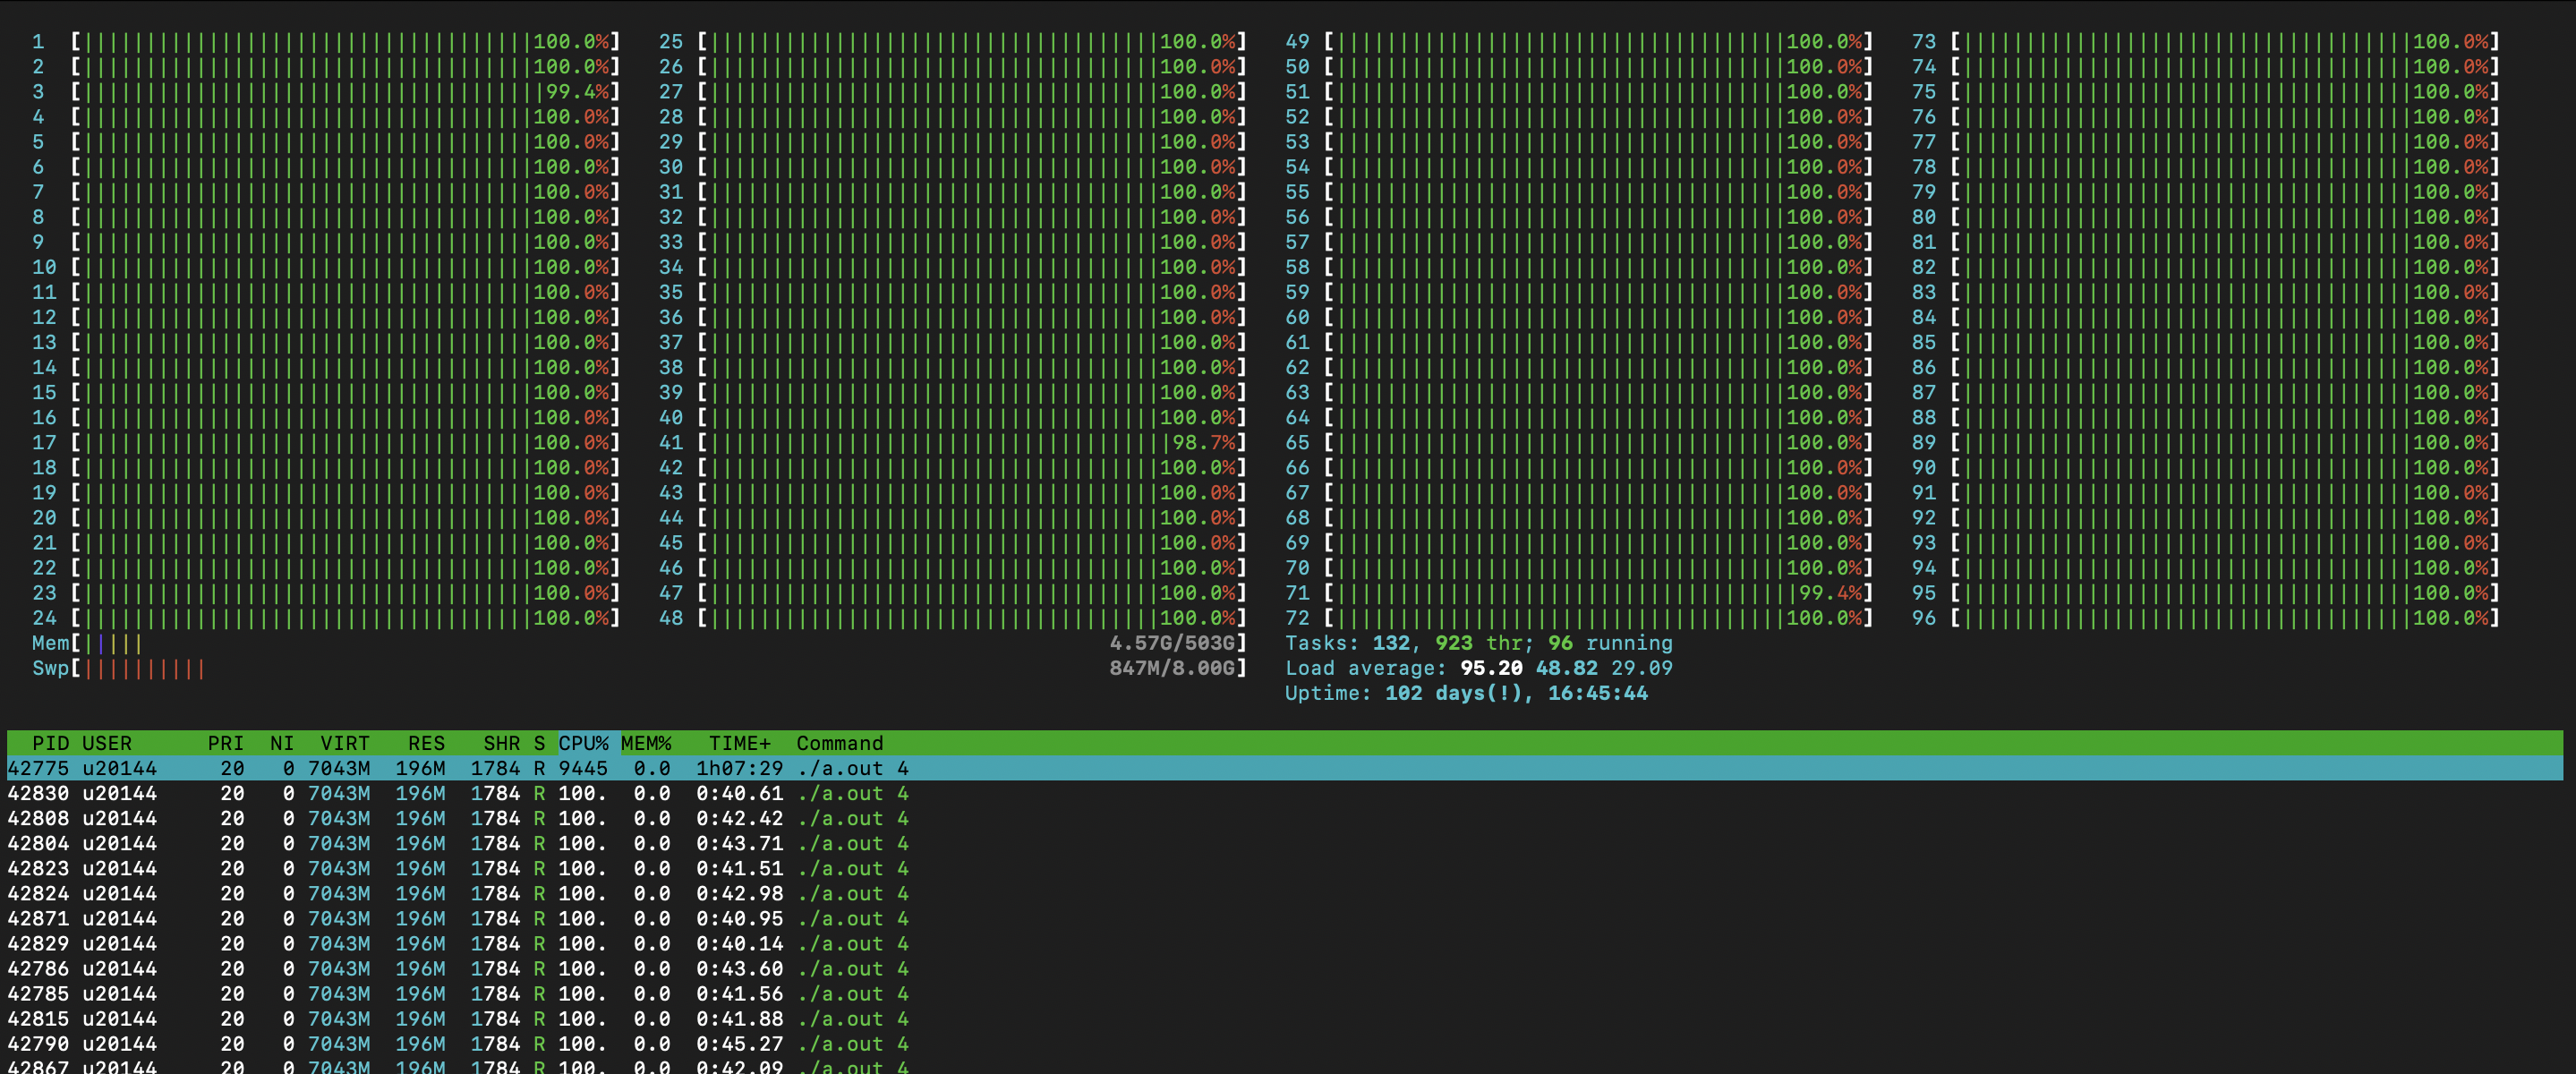 1 [100.0%] 25 [100.0%] 49 [100.0%] 73 [100.0%]
2 [100.0%] 26 [100.0%] 50 [100.0%] 74 [100.0%]
3 [99.4%] 27 [100.0%] 51 [100.0%] 75 [100.0%]
4 [100.0%] 28 [100.0%] 52 [100.0%] 76 [100.0%]
5 [100.0%] 29 [100.0%] 53 [100.0%] 77 [100.0%]
6 [100.0%] 30 [100.0%] 54 [100.0%] 78 [100.0%]
7 [100.0%] 31 [100.0%] 55 [100.0%] 79 [100.0%]
8 [100.0%] 32 [100.0%] 56 [100.0%] 80 [100.0%]
9 [100.0%] 33 [100.0%] 57 [100.0%] 81 [100.0%]
10 [100.0%] 34 [100.0%] 58 [100.0%] 82 [100.0%]
11 [100.0%] 35 [100.0%] 59 [100.0%] 83 [100.0%]
12 [100.0%] 36 [100.0%] 60 [100.0%] 84 [100.0%]
13 [100.0%] 37 [100.0%] 61 [100.0%] 85 [100.0%]
14 [100.0%] 38 [100.0%] 62 [100.0%] 86 [100.0%]
15 [100.0%] 39 [100.0%] 63 [100.0%] 87 [100.0%]
16 [100.0%] 40 [100.0%] 64 [100.0%] 88 [100.0%]
17 [100.0%] 41 [98.7%] 65 [100.0%] 89 [100.0%]
18 [100.0%] 42 [100.0%] 66 [100.0%] 90 [100.0%]
19 [100.0%] 43 [100.0%] 67 [100.0%] 91 [100.0%]
20 [100.0%] 44 [100.0%] 68 [100.0%] 92 [100.0%]
21 [100.0%] 45 [100.0%] 69 [100.0%] 93 [100.0%]
22 [100.0%] 46 [100.0%] 70 [100.0%] 94 [100.0%]
23 [100.0%] 47 [100.0%] 71 [99.4%] 95 [100.0%]
24 [100.0%] 48 [100.0%] 72 [100.0%] 96 [100.0%]
Mem[4.57G/503G] Tasks: 132, 923 thr; 96 running
Swp[847M/8.00G] Load average: 95.20 48.82 29.09
Uptime: 102 days(!), 16:45:44
PID USER PRI NI VIRT RES SHR S CPU% MEM% TIME+ Command
42775 u20144 20 0 7043M 196M 1784 R 9445 0.0 1h07:29 ./a.out 4
42830 u20144 20 0 7043M 196M 1784 R 100. 0.0 0:40.61 ./a.out 4
42808 u20144 20 0 7043M 196M 1784 R 100. 0.0 0:42.42 ./a.out 4
42804 u20144 20 0 7043M 196M 1784 R 100. 0.0 0:43.71 ./a.out 4
42823 u20144 20 0 7043M 196M 1784 R 100. 0.0 0:41.51 ./a.out 4
42824 u20144 20 0 7043M 196M 1784 R 100. 0.0 0:42.98 ./a.out 4
42871 u20144 20 0 7043M 196M 1784 R 100. 0.0 0:40.95 ./a.out 4
42829 u20144 20 0 7043M 196M 1784 R 100. 0.0 0:40.14 ./a.out 4
42786 u20144 20 0 7043M 196M 1784 R 100. 0.0 0:43.60 ./a.out 4
42785 u20144 20 0 7043M 196M 1784 R 100. 0.0 0:41.56 ./a.out 4
42815 u20144 20 0 7043M 196M 1784 R 100. 0.0 0:41.88 ./a.out 4
42790 u20144 20 0 7043M 196M 1784 R 100. 0.0 0:45.27 ./a.out 4
42867 u20144 20 0 7043M 196M 1784 R 100. 0.0 0:42.09 ./a.out 4